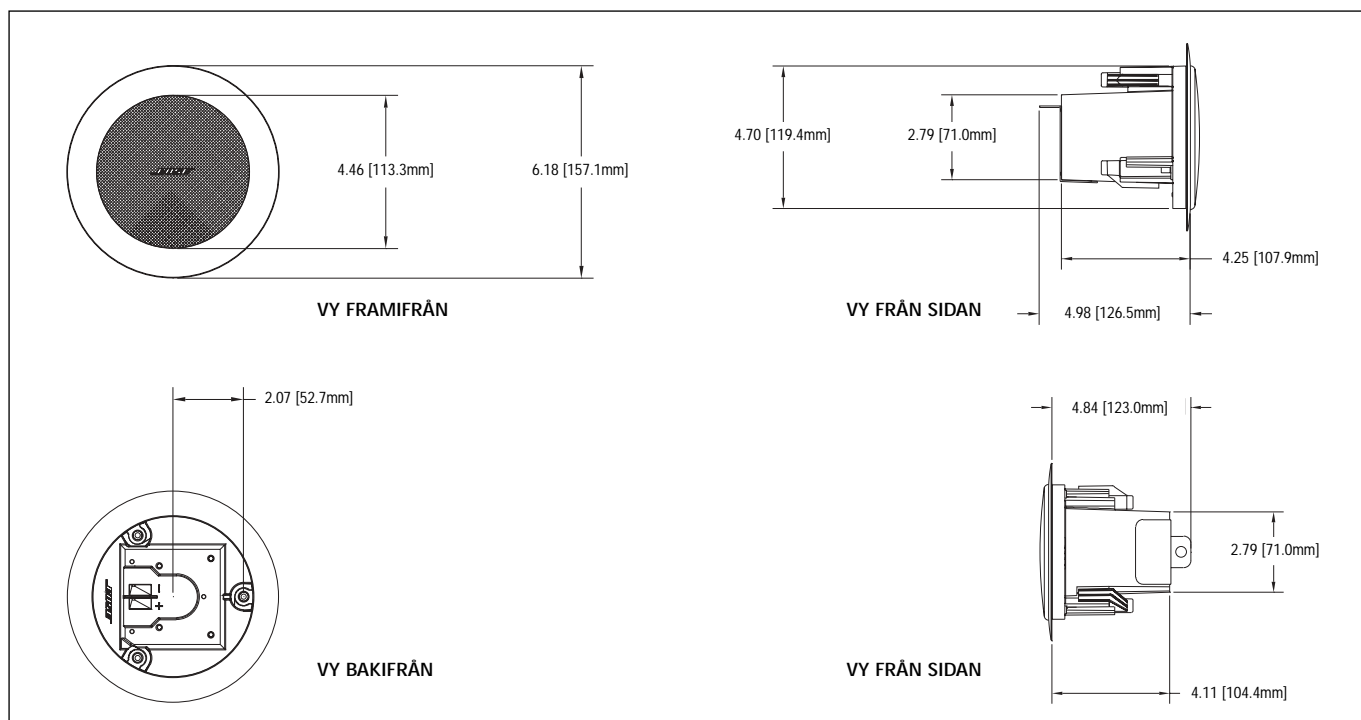 4.46 [113.3mm]
6.18 [157.1mm]
VY FRAMIFRÅN
4.70 [119.4mm]
2.79 [71.0mm]
4.25 [107.9mm]
4.98 [126.5mm]
VY FRÅN SIDAN
2.07 [52.7mm]
- 
+
VY BAKIFRÅN
4.84 [123.0mm]
2.79 [71.0mm]
4.11 [104.4mm]
VY FRÅN SIDAN